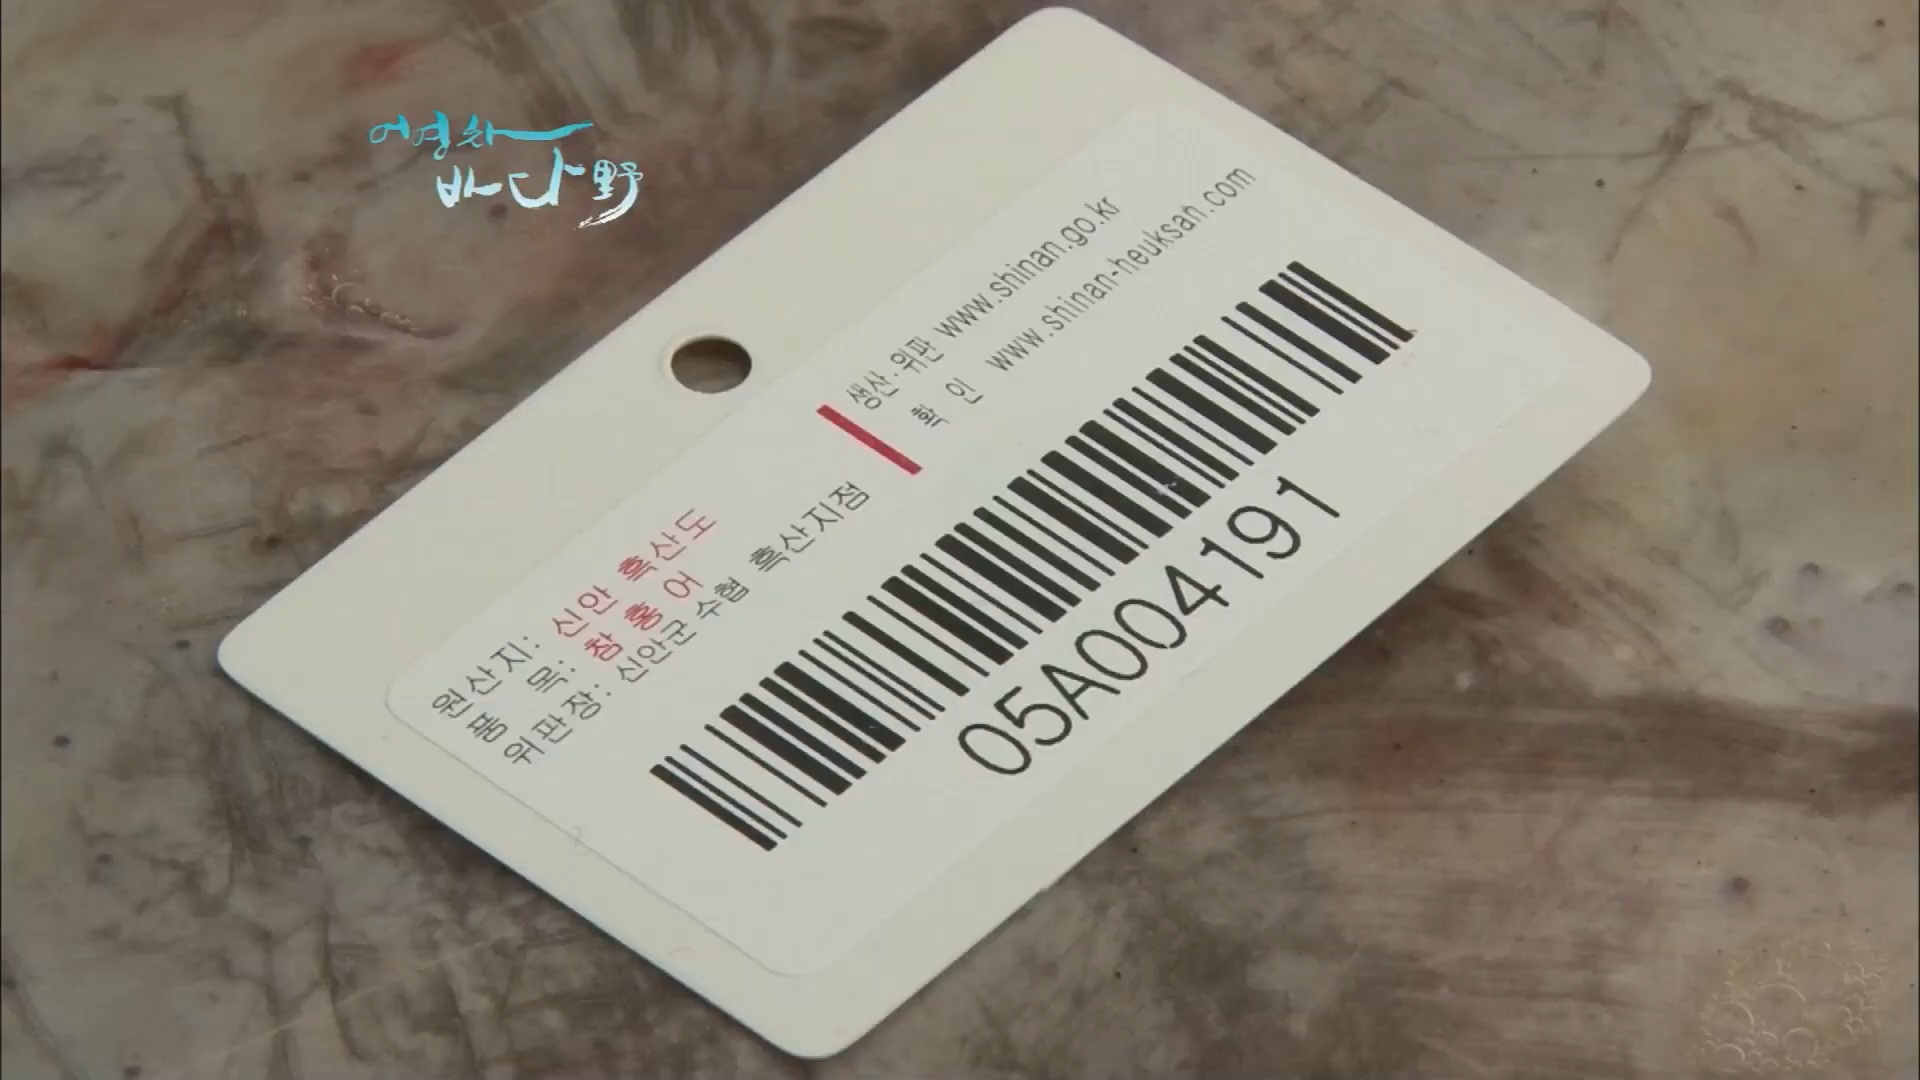 어영차
바다野
원산지: 신안 흑산도
품 목: 참 홍 어
위판장: 신안군 수협 흑산지점
생산·위판 www.shinan.go.kr
확 인 www.shinan-heuksan.com
05A004191